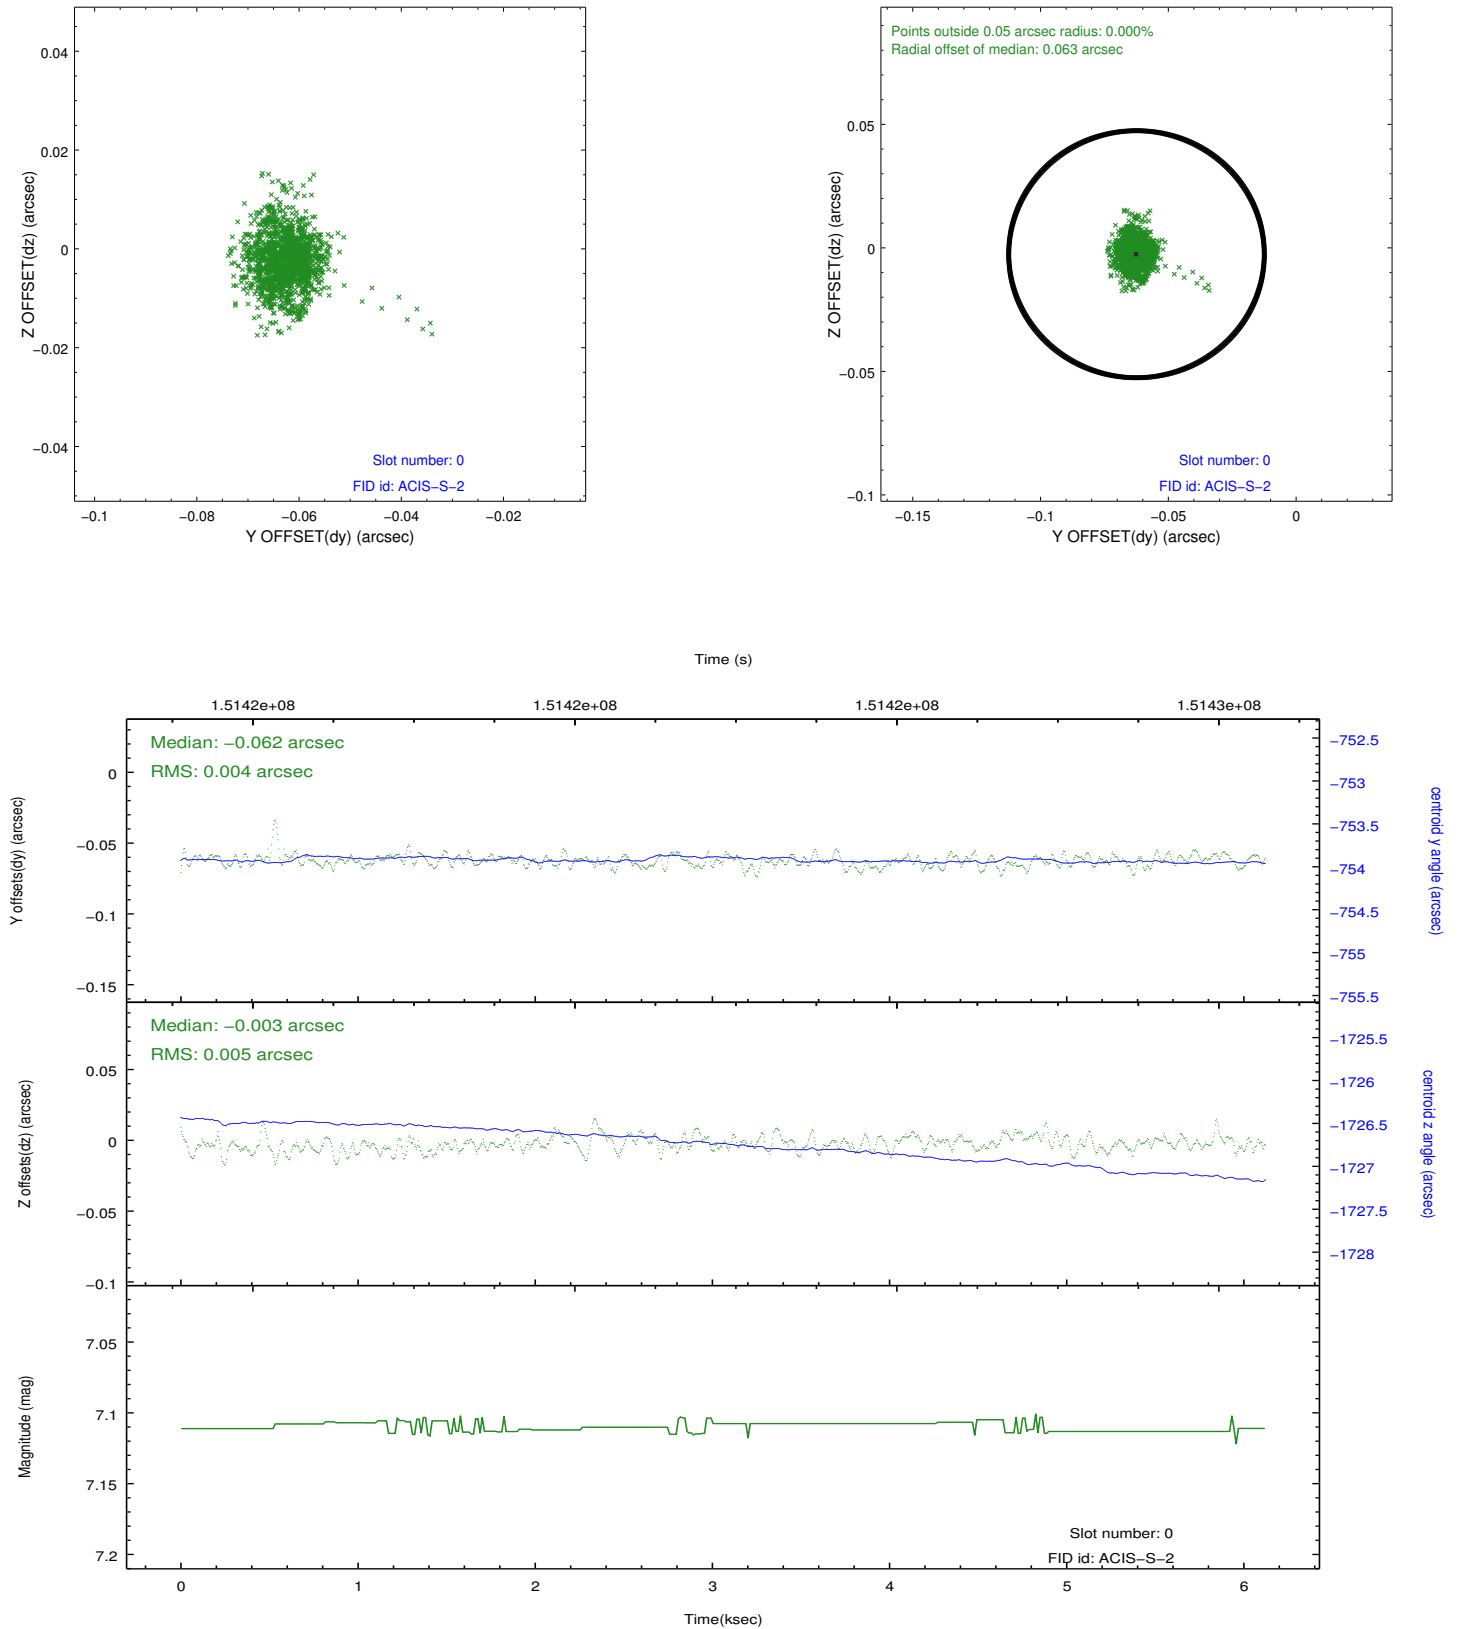 0.04
0.02
0
−0.02
−0.04
Z OFFSET(dz) (arcsec)
Slot number: 0
FID id: ACIS−S−2
−0.1
−0.08
−0.06
−0.04
−0.02
Y OFFSET(dy) (arcsec)
Points outside 0.05 arcsec radius: 0.000%
Radial offset of median: 0.063 arcsec
0.05
0
−0.05
−0.1
Z OFFSET(dz) (arcsec)
Slot number: 0
FID id: ACIS−S−2
−0.15
−0.1
−0.05
0
Y OFFSET(dy) (arcsec)
Time (s)
1.5142e+08
1.5142e+08
1.5142e+08
1.5143e+08
Median: −0.062 arcsec
RMS: 0.004 arcsec
0
−0.05
−0.1
−0.15
Y offsets(dy) (arcsec)
−752.5
−753
−753.5
−754
−754.5
−755
−755.5
centroid y angle (arcsec)
Median: −0.003 arcsec
RMS: 0.005 arcsec
0.05
0
−0.05
−0.1
Z offsets(dz) (arcsec)
−1725.5
−1726
−1726.5
−1727
−1727.5
−1728
centroid z angle (arcsec)
7.05
7.1
7.15
7.2
Magnitude (mag)
Slot number: 0
FID id: ACIS−S−2
0
1
2
3
4
5
6
Time(ksec)